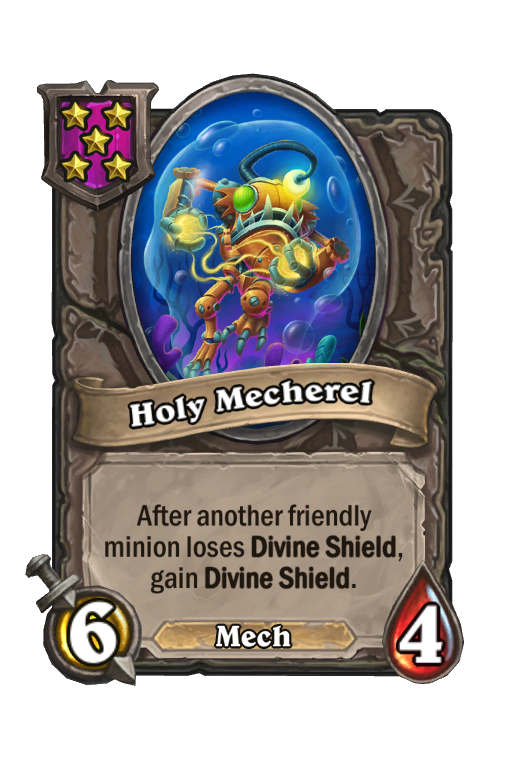 Holy Mecherel
After another friendly
minion loses Divine Shield,
gain Divine Shield.
6
Mech
4